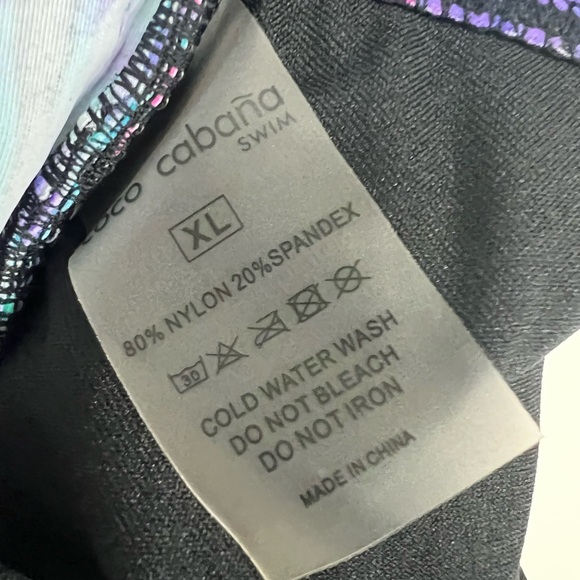 coco cabaña
SWIM
XL
80% NYLON 20%SPANDEX
30
COLD WATER WASH
DO NOT BLEACH
DO NOT IRON
MADE IN CHINA